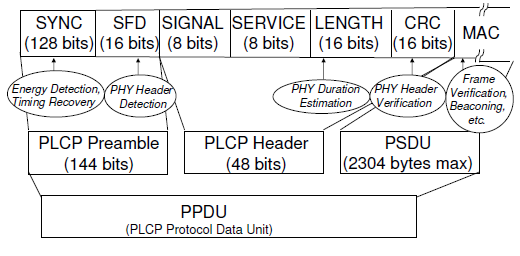 SYNC SFD SIGNAL SERVICE LENGTH CRC MAC
(128 bits) (16 bits) (8 bits) (8 bits) (16 bits) (16 bits)
Energy Detection,
Timing Recovery
PHY Header
Detection
PHY Duration
Estimation
PHY Header
Verification
Frame
Verification,
Beaconing,
etc.
PLCP Preamble
(144 bits)
PLCP Header
(48 bits)
PSDU
(2304 bytes max)
PPDU
(PLCP Protocol Data Unit)